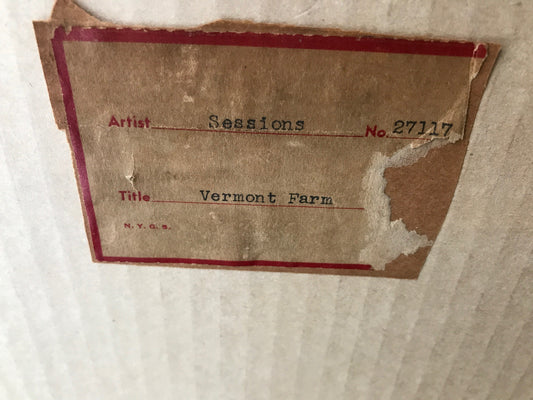 Artist Sessions No. 27117
Title Vermont Farm
N. Y. G. S.